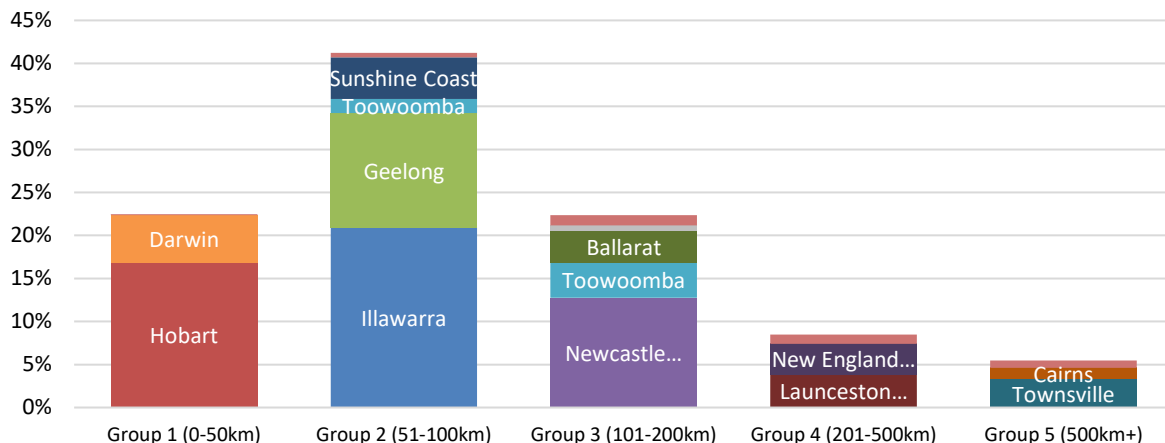 45%
40%
35%
30%
25%
20%
15%
10%
5%
0%
Darwin
Hobart
Sunshine Coast
Toowoomba
Geelong
Illawarra
Ballarat
Toowoomba
Newcastle...
New England...
Launceston...
Cairns
Townsville
Group 1 (0-50km)
Group 2 (51-100km)
Group 3 (101-200km)
Group 4 (201-500km)
Group 5 (500km+)